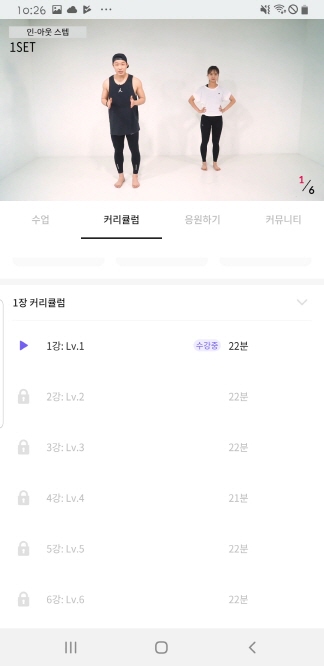 10:26
인-아웃 스텝
1SET
1/6
수업 커리큘럼 응원하기 커뮤니티
1장 커리큘럼
1강: Lv.1 수강중 22분
2강: Lv.2 22분
3강: Lv.3 22분
4강: Lv.4 21분
5강: Lv.5 22분
6강: Lv.6 22분